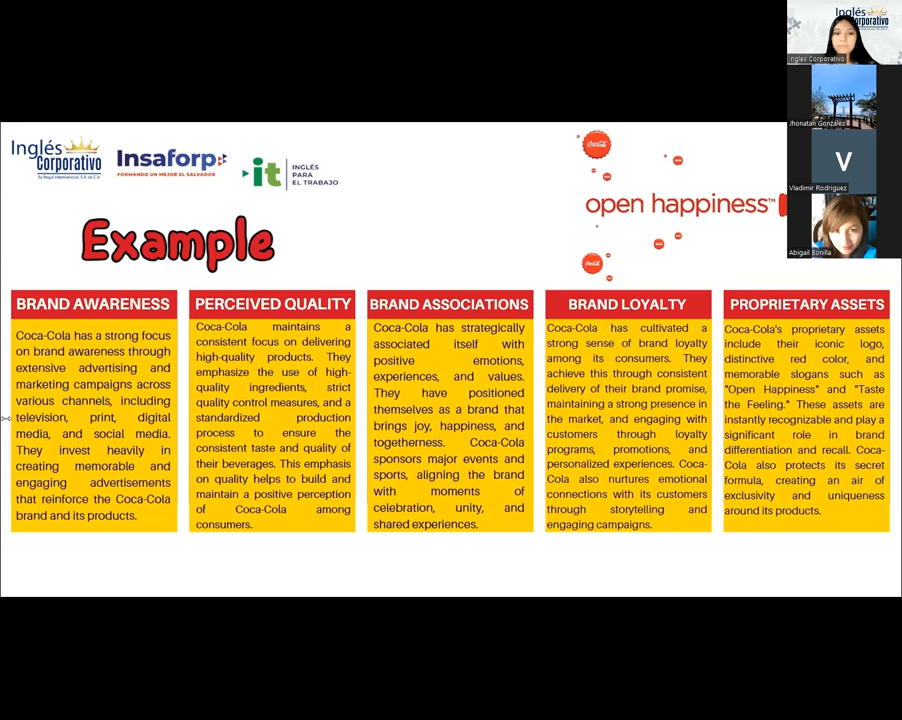 Inglés
Corporativo
By Regal International, S.A. de C.V.
Insaforp
FORMANDO UN MEJOR EL SALVADOR
it
INGLÉS
PARA
EL TRABAJO
open happiness™
Example
BRAND AWARENESS
Coca-Cola has a strong focus
on brand awareness through
extensive advertising and
marketing campaigns across
various channels, including
television, print, digital
media, and social media.
They invest heavily in
creating memorable and
engaging advertisements
that reinforce the Coca-Cola
brand and its products.
PERCEIVED QUALITY
Coca-Cola maintains a
consistent focus on delivering
high-quality products. They
emphasize the use of high-
quality ingredients, strict
quality control measures, and a
standardized production
process to ensure the
consistent taste and quality of
their beverages. This emphasis
on quality helps to build and
maintain a positive perception
of Coca-Cola among
consumers.
BRAND ASSOCIATIONS
Coca-Cola has strategically
associated itself with
positive emotions,
experiences, and values.
They have positioned
themselves as a brand that
brings joy, happiness, and
togetherness. Coca-Cola
sponsors major events and
sports, aligning the brand
with moments of
celebration, unity, and
shared experiences.
BRAND LOYALTY
Coca-Cola has cultivated a
strong sense of brand loyalty
among its consumers. They
achieve this through consistent
delivery of their brand promise,
maintaining a strong presence in
the market, and engaging with
customers through loyalty
programs, promotions, and
personalized experiences. Coca-
Cola also nurtures emotional
connections with its customers
through storytelling and
engaging campaigns.
PROPRIETARY ASSETS
Coca-Cola's proprietary assets
include their iconic logo,
distinctive red color, and
memorable slogans such as
"Open Happiness" and "Taste
the Feeling." These assets are
instantly recognizable and play a
significant role in brand
differentiation and recall. Coca-
Cola also protects its secret
formula, creating an air of
exclusivity and uniqueness
around its products.
Inglés
Corporativo
Ingles Corporativo
Jhonatan González
V
Vladimir Rodriguez
Abigail Bonilla